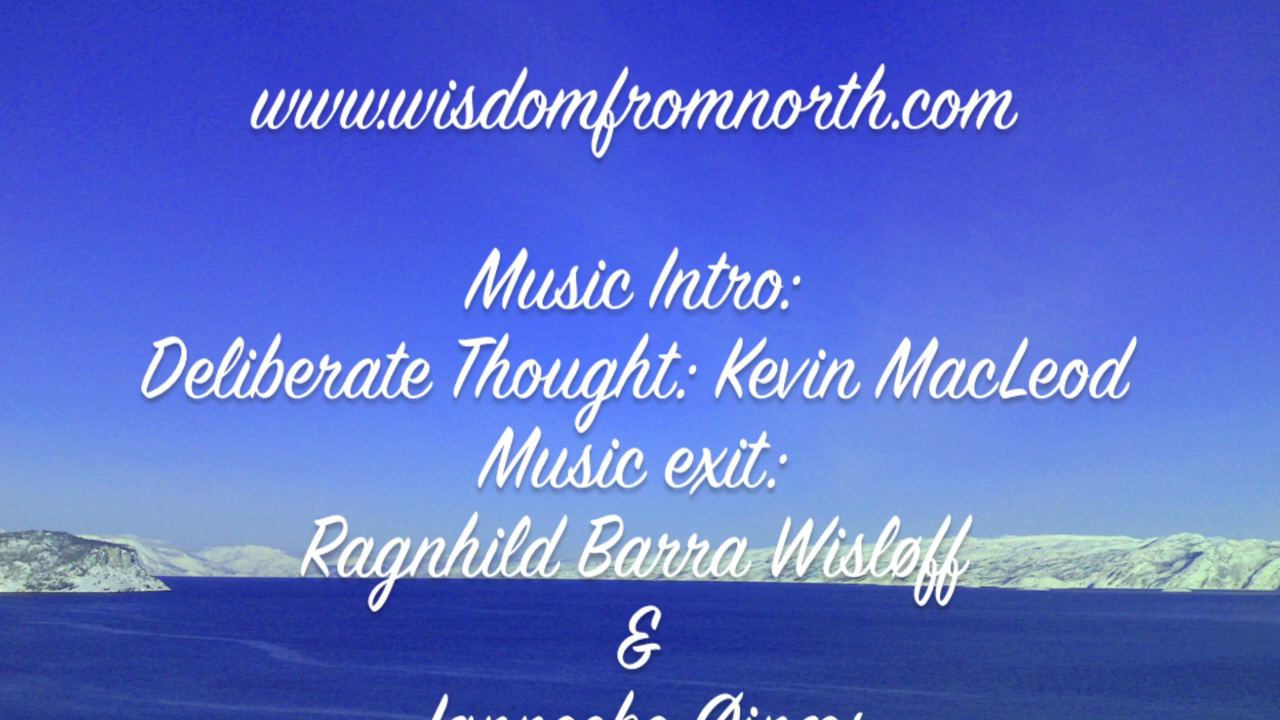 www.wisdomfromnorth.com
Music Intro:
Deliberate Thought: Kevin MacLeod
Music exit:
Ragnhild Barra Wisløff
&